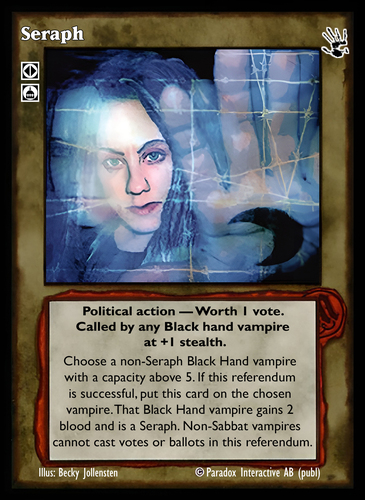 Seraph
Political action — Worth 1 vote.
Called by any Black hand vampire
at +1 stealth.
Choose a non-Seraph Black Hand vampire
with a capacity above 5. If this referendum
is successful, put this card on the chosen
vampire. That Black Hand vampire gains 2
blood and is a Seraph. Non-Sabbat vampires
cannot cast votes or ballots in this referendum.
Illus: Becky Jollensten © Paradox Interactive AB (publ)